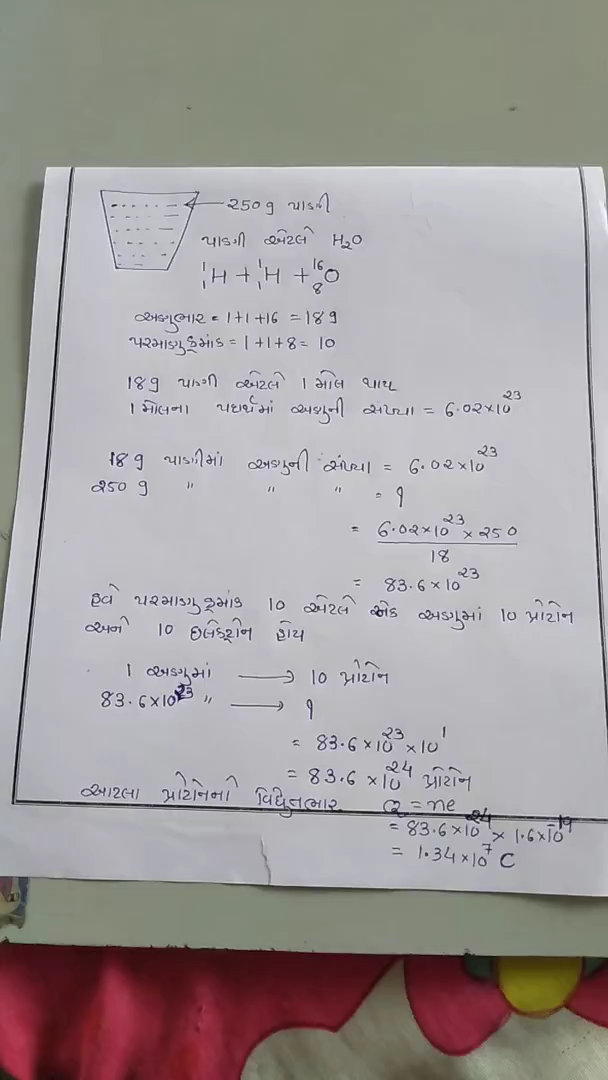 250 g પાણી
પાણી એટલે H₂O
¹₁H + ¹₁H + ¹⁶₈O
અણુભાર = 1+1+16 = 18 g
પરમાણુક્રમાંક = 1+1+8 = 10
18 g પાણી એટલે 1 મોલ થાય
1 મોલના પદાર્થમાં અણુની સંખ્યા = 6.02×10²³
18 g પાણીમાં અણુની સંખ્યા = 6.02×10²³
250 g " " " = ?
= 6.02×10²³ × 250
18
= 83.6×10²³
હવે પરમાણુક્રમાંક 10 એટલે એક અણુમાં 10 પ્રોટોન
અને 10 ઇલેકટ્રોન હોય
1 અણુમાં → 10 પ્રોટોન
83.6×10²³ " → ?
= 83.6×10²³ × 10¹
= 83.6×10²⁴ પ્રોટોન
આટલા પ્રોટોનનો વિદ્યુતભાર Q = ne
= 83.6×10²⁴ × 1.6×10⁻¹⁹
= 1.34×10⁷ C